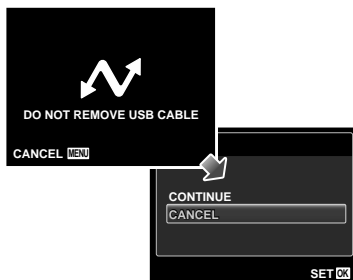 DO NOT REMOVE USB CABLE
CANCEL MENU
CONTINUE
CANCEL
SET OK